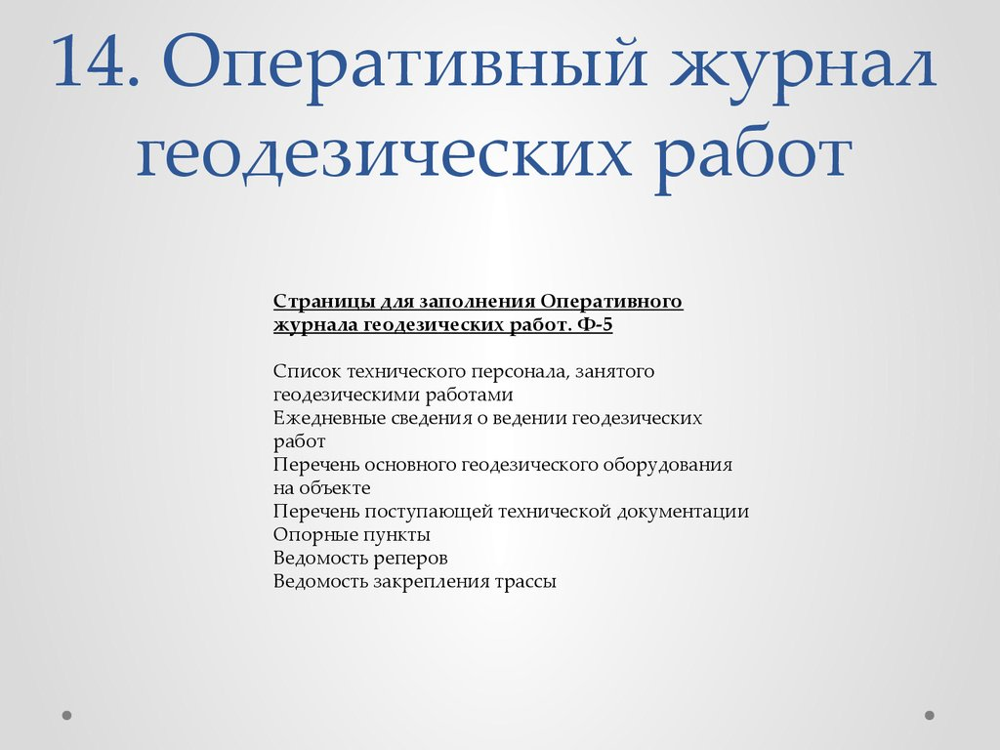 14. Оперативный журнал
геодезических работ
Страницы для заполнения Оперативного
журнала геодезических работ. Ф-5
Список технического персонала, занятого
геодезическими работами
Ежедневные сведения о ведении геодезических
работ
Перечень основного геодезического оборудования
на объекте
Перечень поступающей технической документации
Опорные пункты
Ведомость реперов
Ведомость закрепления трассы